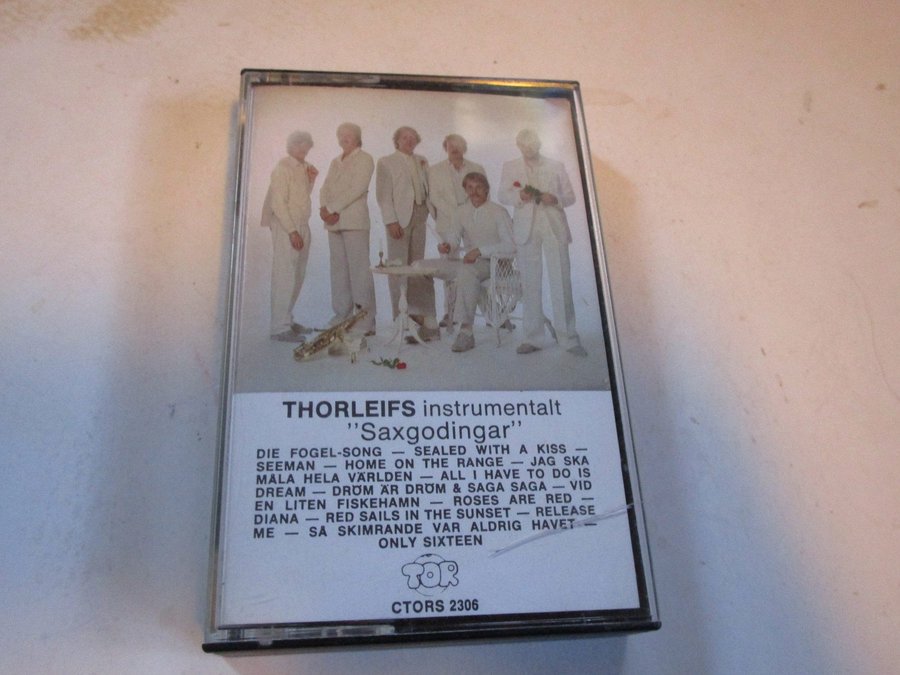 THORLEIFS instrumentalt
"Saxgodingar"
DIE FOGEL-SONG — SEALED WITH A KISS —
SEEMAN — HOME ON THE RANGE — JAG SKA
MÅLA HELA VÄRLDEN — ALL I HAVE TO DO IS
DREAM — DRÖM ÄR DRÖM & SAGA SAGA — VID
EN LITEN FISKEHAMN — ROSES ARE RED —
DIANA — RED SAILS IN THE SUNSET — RELEASE
ME — SÅ SKIMRANDE VAR ALDRIG HAVET —
ONLY SIXTEEN
TOR
CTORS 2306